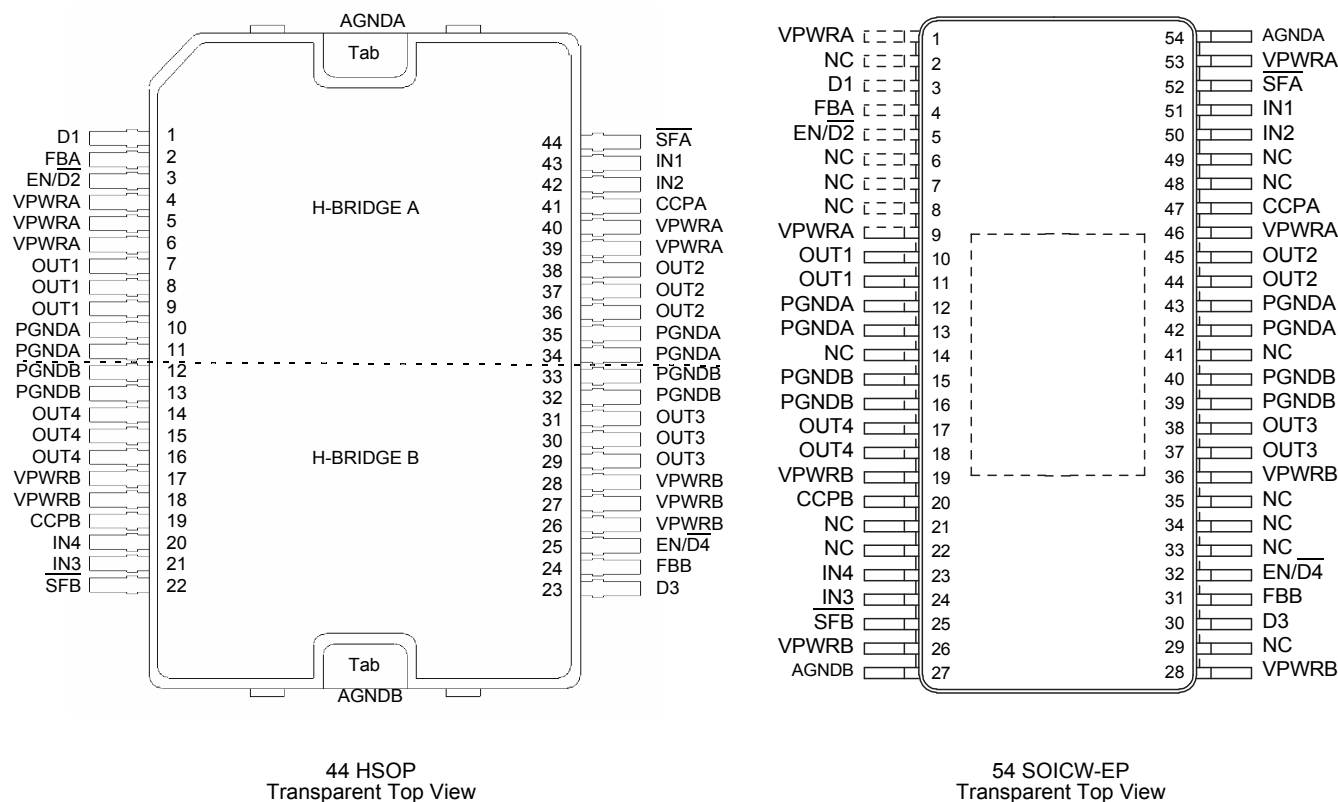 AGNDA
Tab
D1 1
FBA 2
EN/D2 3
VPWRA 4
VPWRA 5
VPWRA 6
OUT1 7
OUT1 8
OUT1 9
PGNDA 10
PGNDA 11
PGNDB 12
PGNDB 13
OUT4 14
OUT4 15
OUT4 16
VPWRB 17
VPWRB 18
CCPB 19
IN4 20
IN3 21
SFB 22
H-BRIDGE A
H-BRIDGE B
44 SFA
43 IN1
42 IN2
41 CCPA
40 VPWRA
39 VPWRA
38 OUT2
37 OUT2
36 OUT2
35 PGNDA
34 PGNDA
33 PGNDB
32 PGNDB
31 OUT3
30 OUT3
29 OUT3
28 VPWRB
27 VPWRB
26 VPWRB
25 EN/D4
24 FBB
23 D3
Tab
AGNDB
44 HSOP
Transparent Top View
VPWRA 1
NC 2
D1 3
FBA 4
EN/D2 5
NC 6
NC 7
NC 8
VPWRA 9
OUT1 10
OUT1 11
PGNDA 12
PGNDA 13
NC 14
PGNDB 15
PGNDB 16
OUT4 17
OUT4 18
VPWRB 19
CCPB 20
NC 21
NC 22
IN4 23
IN3 24
SFB 25
VPWRB 26
AGNDB 27
54 AGNDA
53 VPWRA
52 SFA
51 IN1
50 IN2
49 NC
48 NC
47 CCPA
46 VPWRA
45 OUT2
44 OUT2
43 PGNDA
42 PGNDA
41 NC
40 PGNDB
39 PGNDB
38 OUT3
37 OUT3
36 VPWRB
35 NC
34 NC
33 NC
32 EN/D4
31 FBB
30 D3
29 NC
28 VPWRB
54 SOICW-EP
Transparent Top View